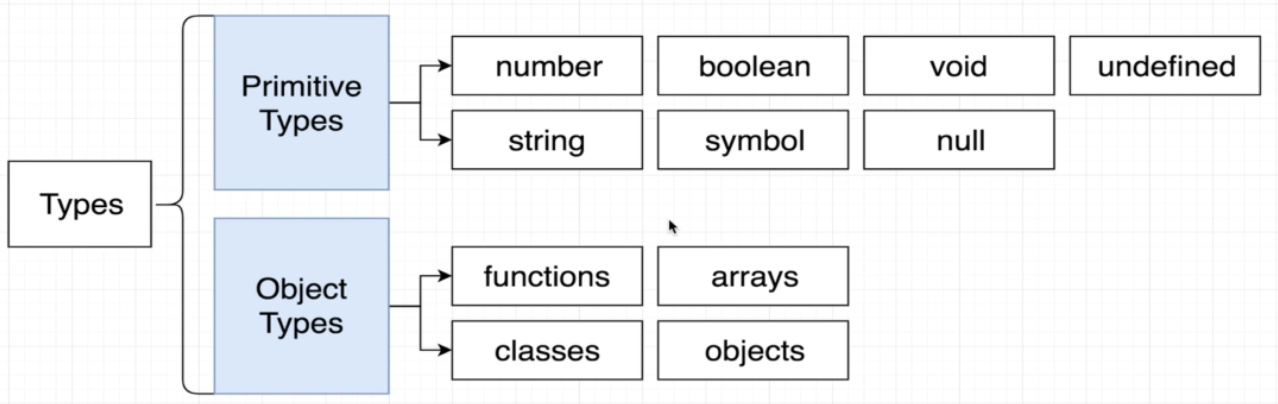 Types
Primitive
Types
number
boolean
void
undefined
string
symbol
null
Object
Types
functions
arrays
classes
objects